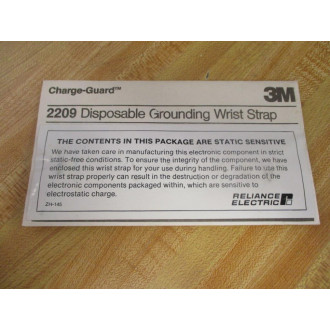 Charge-Guard™
3M
2209 Disposable Grounding Wrist Strap
THE CONTENTS IN THIS PACKAGE ARE STATIC SENSITIVE
We have taken care in manufacturing this electronic component in strict
static-free conditions. To ensure the integrity of the component, we have
enclosed this wrist strap for your use during handling. Failure to use this
wrist strap properly can result in the destruction or degradation of the
electronic components packaged within, which are sensitive to
electrostatic charge.
RELIANCE
ELECTRIC
ZH-146